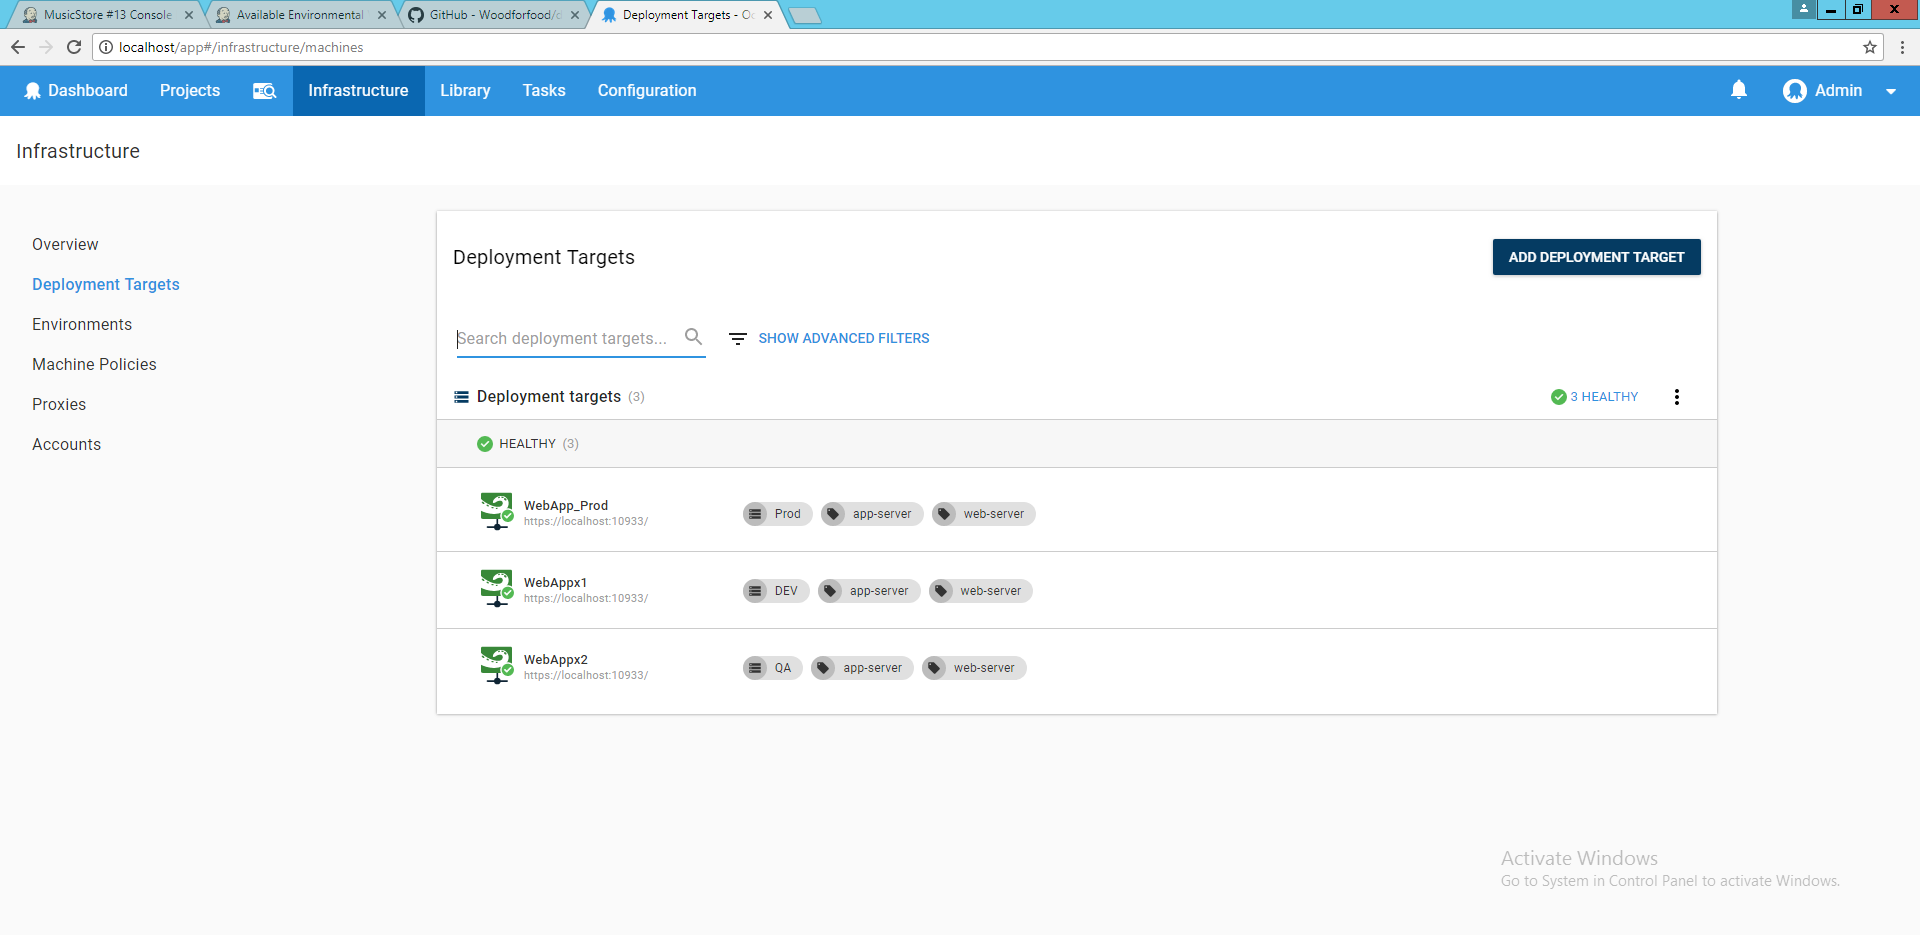 MusicStore #13 Console
Available Environmental
GitHub - Woodforfood/
Deployment Targets - Oc
localhost/app#/infrastructure/machines
Dashboard
Projects
Infrastructure
Library
Tasks
Configuration
Admin
Infrastructure
Overview
Deployment Targets
Environments
Machine Policies
Proxies
Accounts
Deployment Targets
ADD DEPLOYMENT TARGET
Search deployment targets...
SHOW ADVANCED FILTERS
Deployment targets (3)
3 HEALTHY
HEALTHY (3)
WebApp_Prod
https://localhost:10933/
Prod
app-server
web-server
WebAppx1
https://localhost:10933/
DEV
app-server
web-server
WebAppx2
https://localhost:10933/
QA
app-server
web-server
Activate Windows
Go to System in Control Panel to activate Windows.